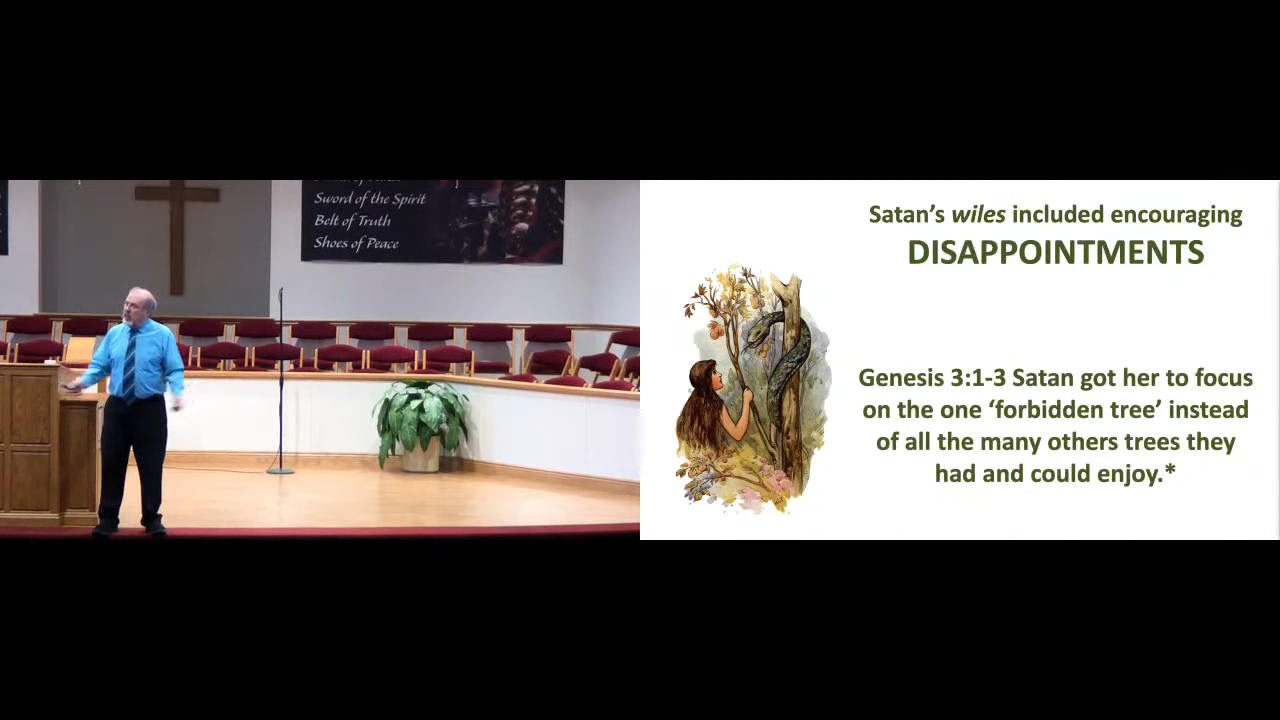 Sword of the Spirit
Belt of Truth
Shoes of Peace
Satan's wiles included encouraging
DISAPPOINTMENTS
Genesis 3:1-3 Satan got her to focus
on the one ‘forbidden tree’ instead
of all the many others trees they
had and could enjoy.*